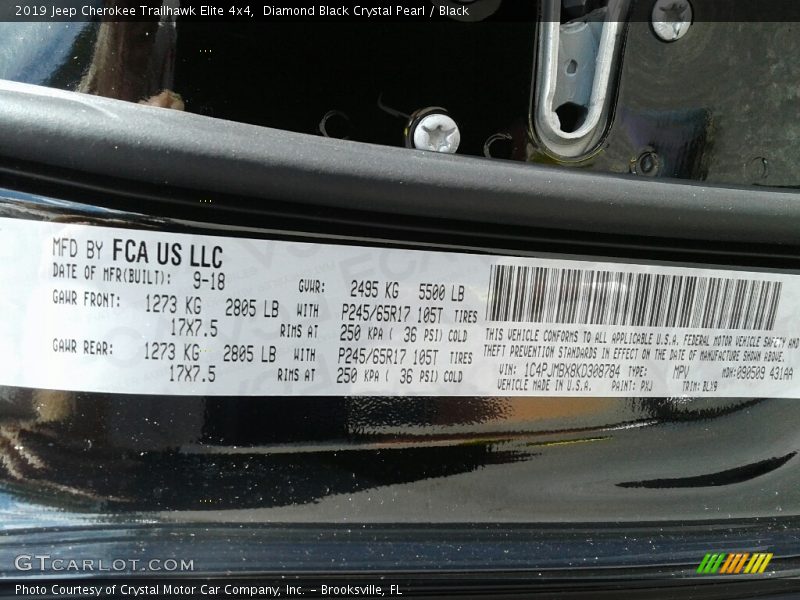 2019 Jeep Cherokee Trailhawk Elite 4x4,  Diamond Black Crystal Pearl / Black
MFD BY FCA US LLC
DATE OF MFR(BUILT): 9-18 GVWR: 2495 KG 5500 LB
GAWR FRONT: 1273 KG 2805 LB WITH P245/65R17 105T TIRES
17X7.5 RIMS AT 250 KPA ( 36 PSI) COLD
GAWR REAR: 1273 KG 2805 LB WITH P245/65R17 105T TIRES
17X7.5 RIMS AT 250 KPA ( 36 PSI) COLD
THIS VEHICLE CONFORMS TO ALL APPLICABLE U.S.A. FEDERAL MOTOR VEHICLE SAFETY AND
THEFT PREVENTION STANDARDS IN EFFECT ON THE DATE OF MANUFACTURE SHOWN ABOVE.
VIN: 1C4PJMBX8KD308784 TYPE: MPV MDH: 090509 431AA
VEHICLE MADE IN U.S.A. PAINT: PXJ TRIM: BLX9
GTCARLOT.COM
Photo Courtesy of Crystal Motor Car Company, Inc. – Brooksville, FL